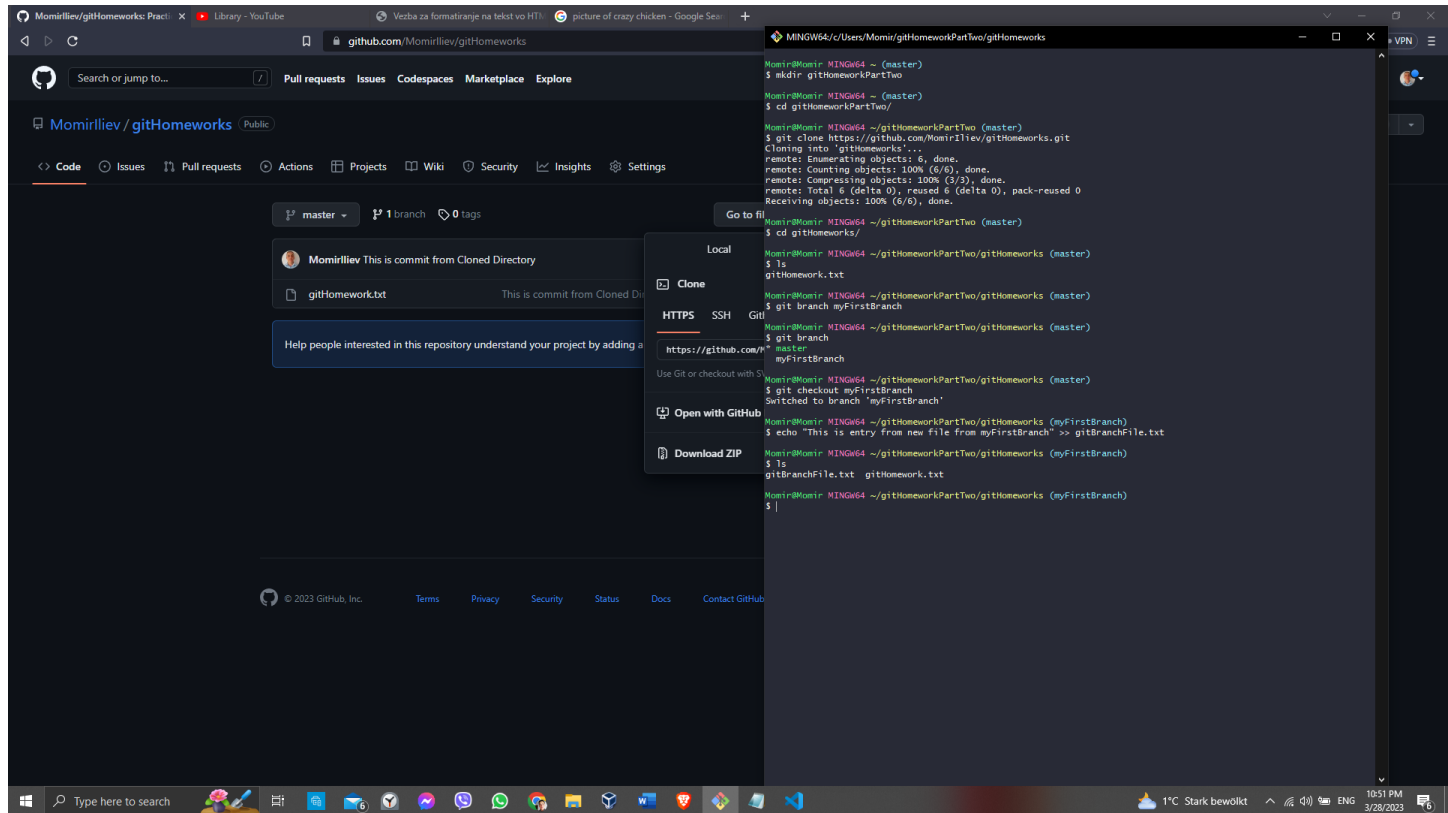 MomirIliev/gitHomeworks: Practi
Library - YouTube
Vezba za formatiranje na tekst vo HTM
picture of crazy chicken - Google Sear
github.com/MomirIliev/gitHomeworks
VPN
Search or jump to...
/
Pull requests
Issues
Codespaces
Marketplace
Explore
MomirIliev / gitHomeworks
Public
<> Code
Issues
Pull requests
Actions
Projects
Wiki
Security
Insights
Settings
master
1 branch
0 tags
Go to fil
MomirIliev This is commit from Cloned Directory
gitHomework.txt
This is commit from Cloned Dir
Help people interested in this repository understand your project by adding a
Local
Clone
HTTPS
SSH
GitH
https://github.com/M
Use Git or checkout with SV
Open with GitHub
Download ZIP
© 2023 GitHub, Inc.
Terms
Privacy
Security
Status
Docs
Contact GitHub
MINGW64:/c/Users/Momir/gitHomeworkPartTwo/gitHomeworks
Momir@Momir MINGW64 ~ (master)
$ mkdir gitHomeworkPartTwo
Momir@Momir MINGW64 ~ (master)
$ cd gitHomeworkPartTwo/
Momir@Momir MINGW64 ~/gitHomeworkPartTwo (master)
$ git clone https://github.com/MomirIliev/gitHomeworks.git
Cloning into 'gitHomeworks'...
remote: Enumerating objects: 6, done.
remote: Counting objects: 100% (6/6), done.
remote: Compressing objects: 100% (3/3), done.
remote: Total 6 (delta 0), reused 6 (delta 0), pack-reused 0
Receiving objects: 100% (6/6), done.
Momir@Momir MINGW64 ~/gitHomeworkPartTwo (master)
$ cd gitHomeworks/
Momir@Momir MINGW64 ~/gitHomeworkPartTwo/gitHomeworks (master)
$ ls
gitHomework.txt
Momir@Momir MINGW64 ~/gitHomeworkPartTwo/gitHomeworks (master)
$ git branch myFirstBranch
Momir@Momir MINGW64 ~/gitHomeworkPartTwo/gitHomeworks (master)
$ git branch
* master
myFirstBranch
Momir@Momir MINGW64 ~/gitHomeworkPartTwo/gitHomeworks (master)
$ git checkout myFirstBranch
Switched to branch 'myFirstBranch'
Momir@Momir MINGW64 ~/gitHomeworkPartTwo/gitHomeworks (myFirstBranch)
$ echo "This is entry from new file from myFirstBranch" >> gitBranchFile.txt
Momir@Momir MINGW64 ~/gitHomeworkPartTwo/gitHomeworks (myFirstBranch)
$ ls
gitBranchFile.txt gitHomework.txt
Momir@Momir MINGW64 ~/gitHomeworkPartTwo/gitHomeworks (myFirstBranch)
$
Type here to search
6
1°C Stark bewölkt
ENG
10:51 PM
3/28/2023
6